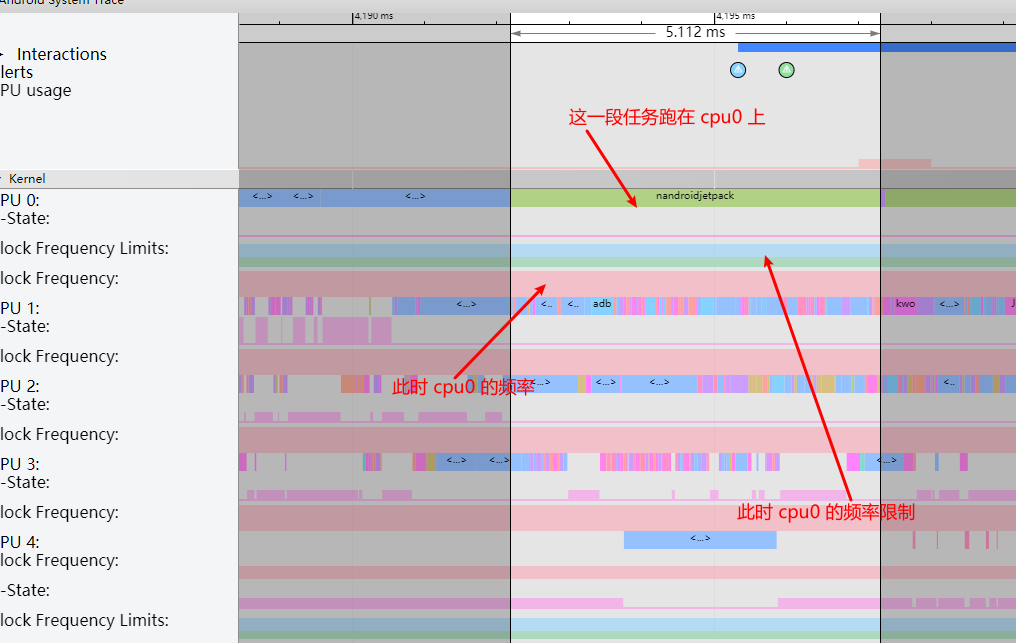 Android System Trace
4,190 ms
4,195 ms
5.112 ms
Interactions
lerts
PU usage
这一段任务跑在 cpu0 上
Kernel
PU 0:
<...>
<...>
<...>
nandroidjetpack
-State:
lock Frequency Limits:
lock Frequency:
PU 1:
<...>
<..
<..
adb
kwo
<...>
J
-State:
lock Frequency:
此时 cpu0 的频率
PU 2:
<...>
<...>
<...>
<..
-State:
lock Frequency:
PU 3:
<...>
<...>
<...>
-State:
lock Frequency:
此时 cpu0 的频率限制
PU 4:
<...>
lock Frequency:
-State:
lock Frequency Limits: